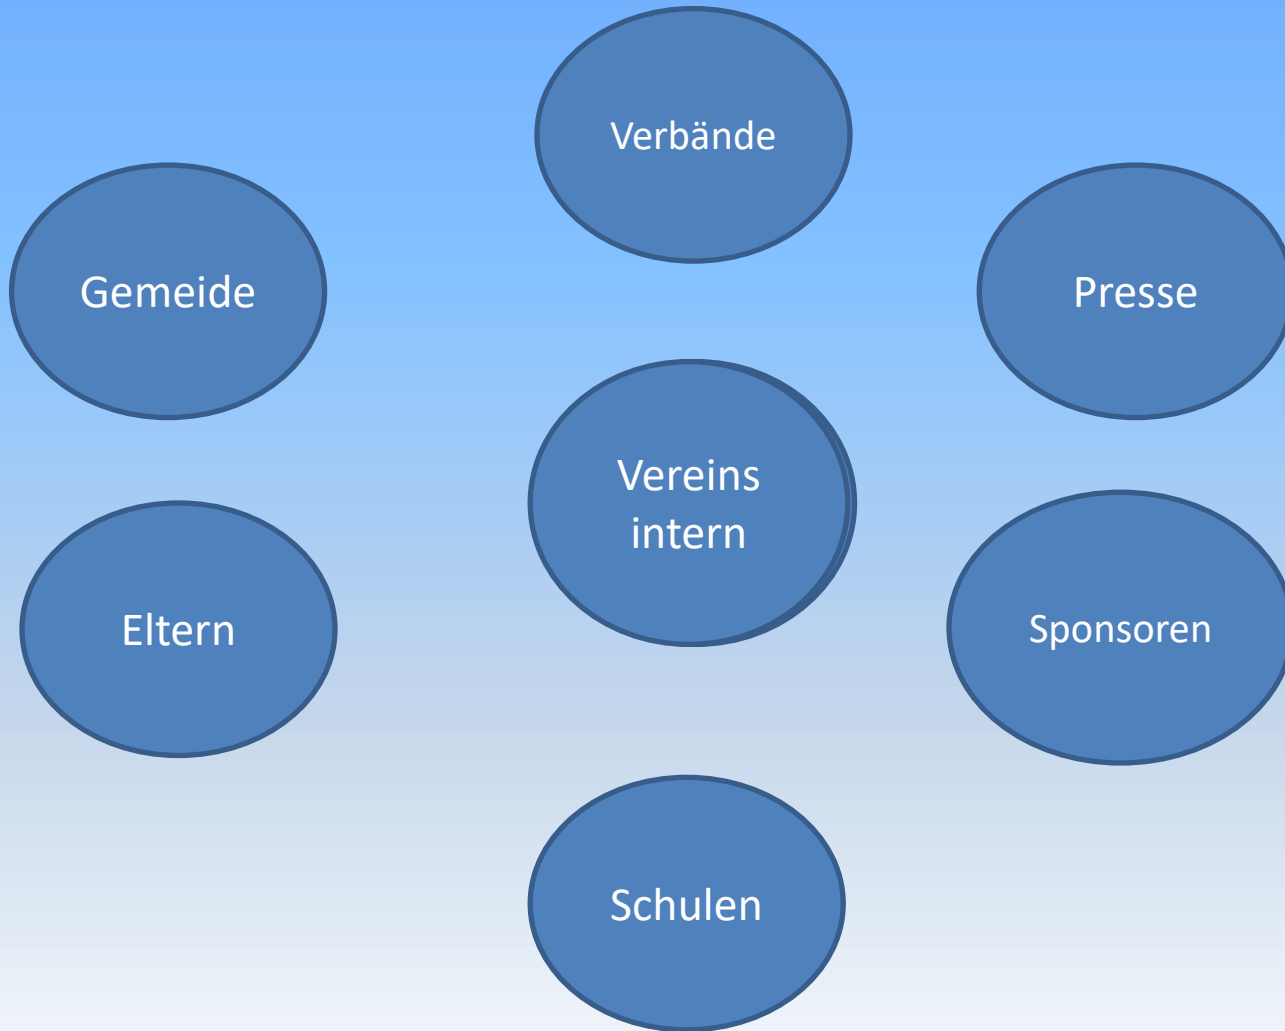 Verbände
Gemeide
Presse
Vereins
intern
Eltern
Sponsoren
Schulen